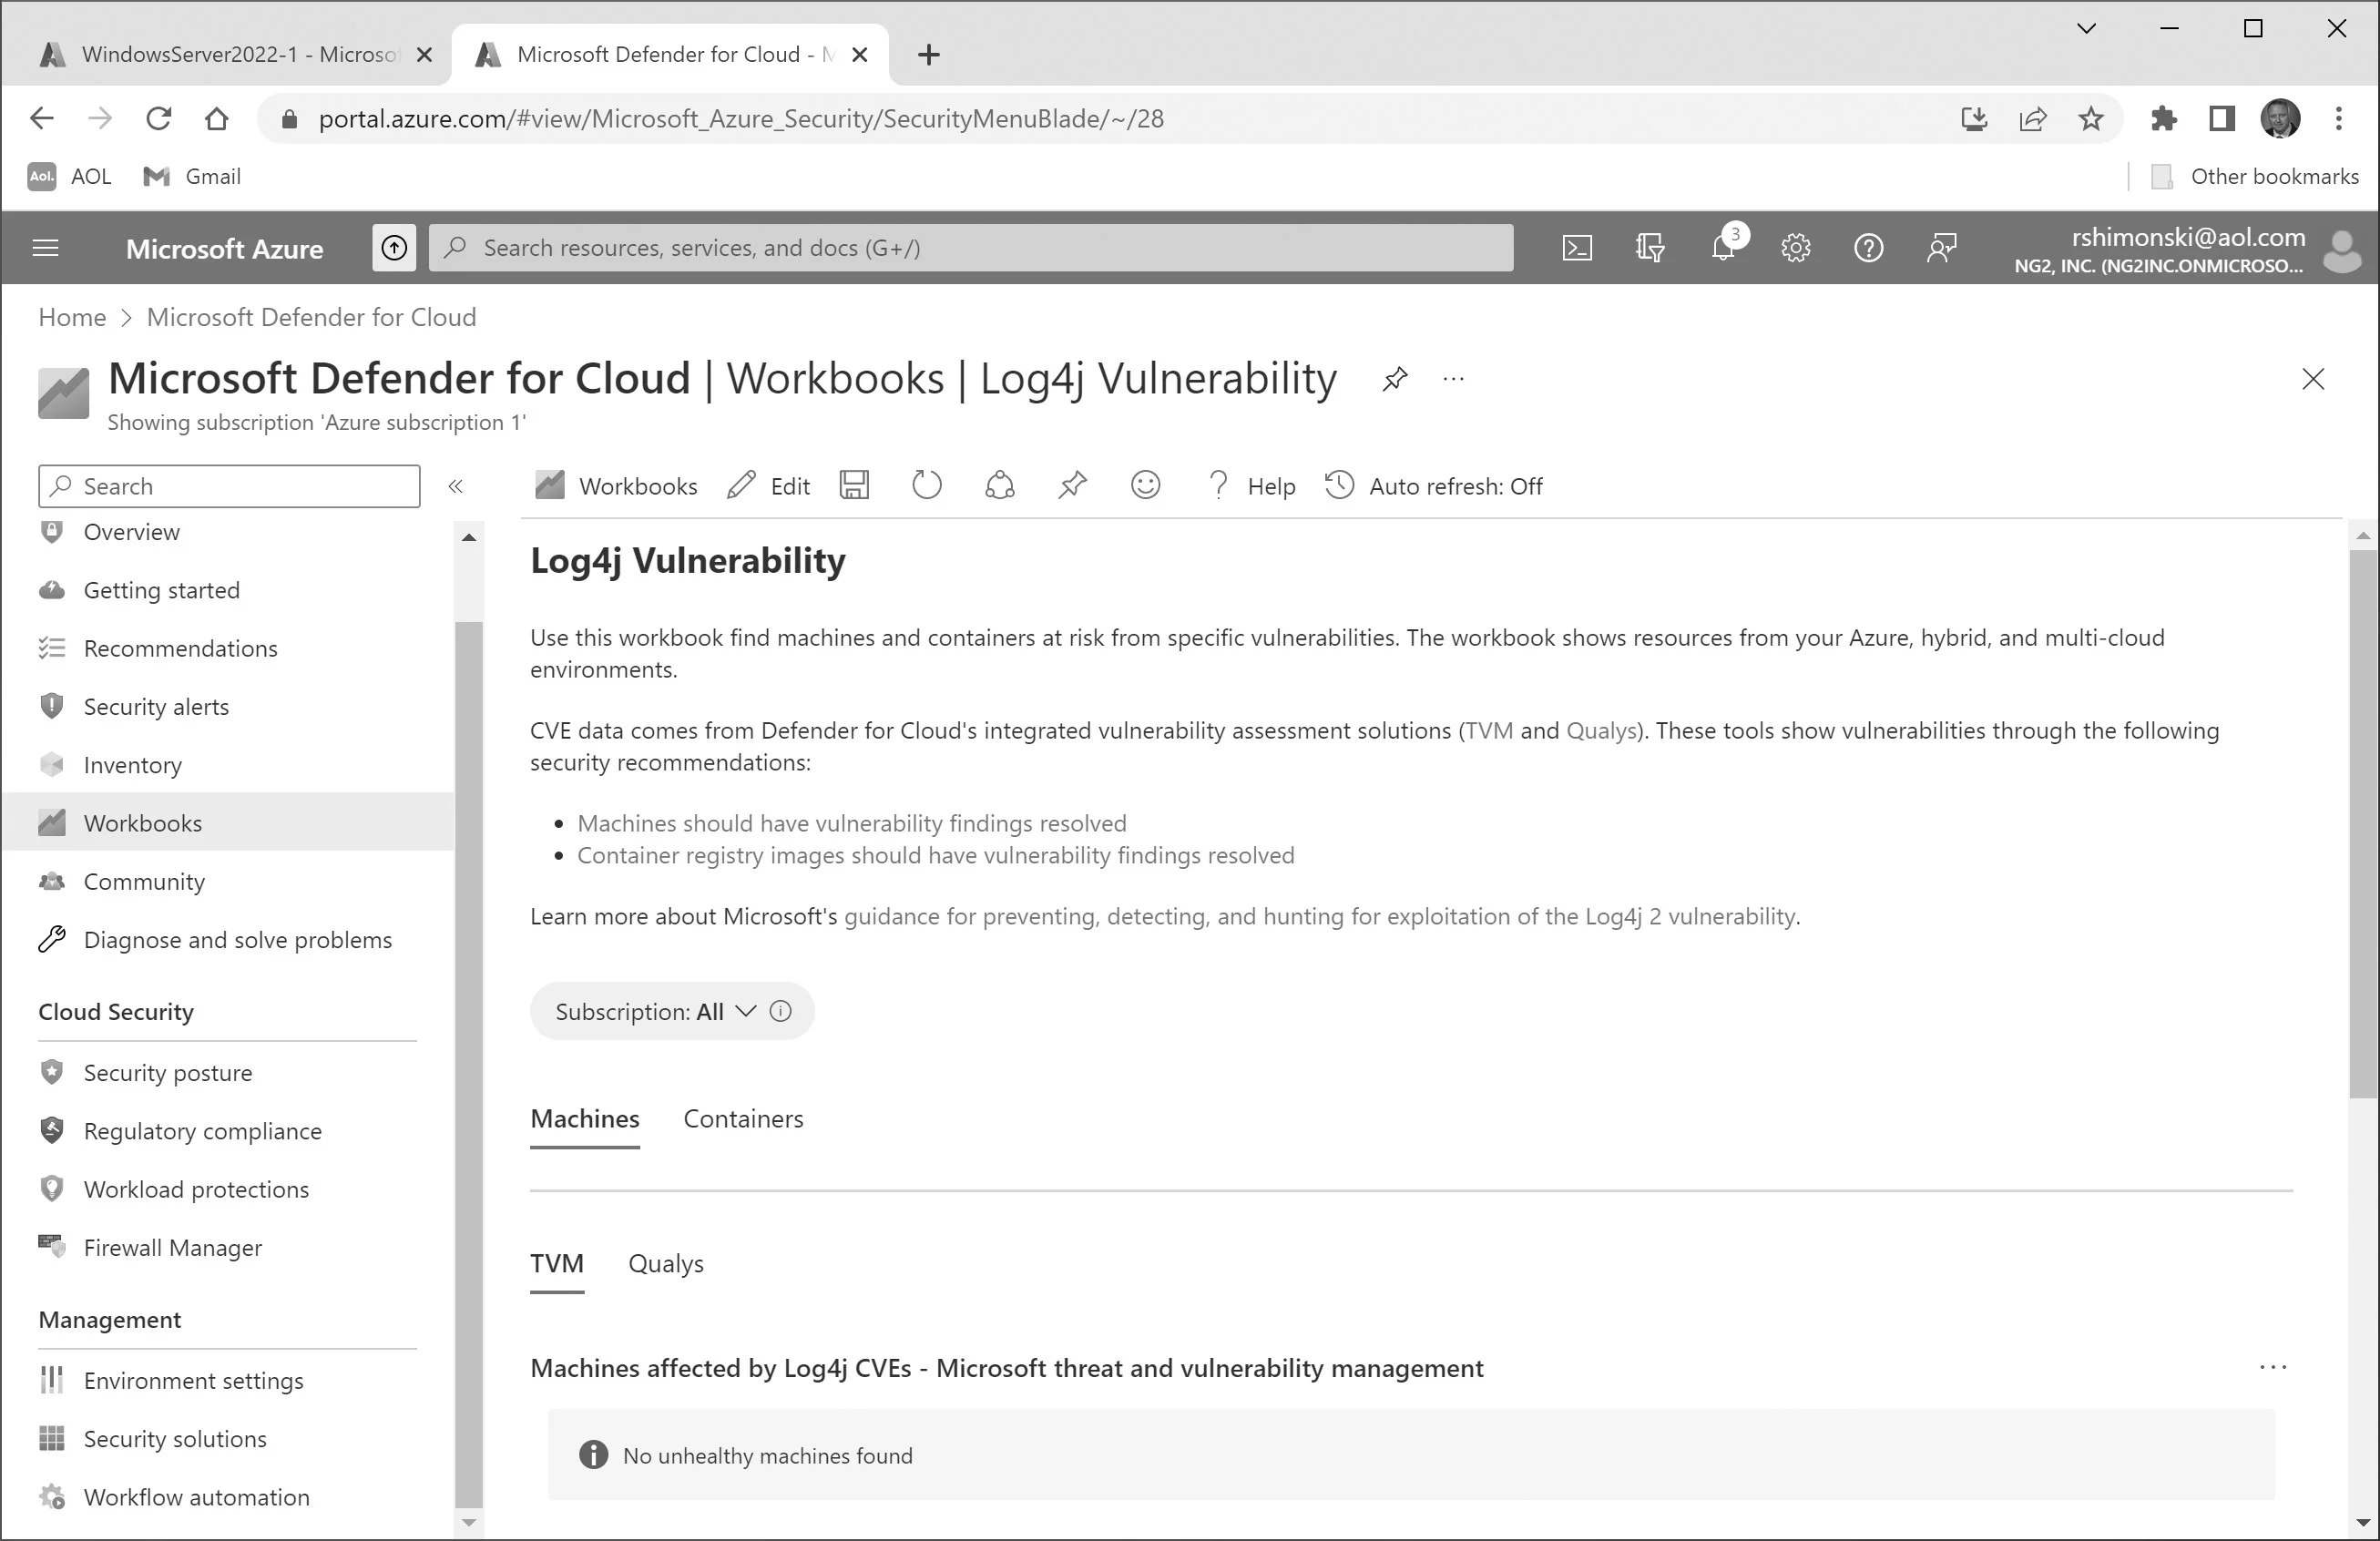 WindowsServer2022-1 - Microso
Microsoft Defender for Cloud - M
portal.azure.com/#view/Microsoft_Azure_Security/SecurityMenuBlade/~/28
Aol. AOL
Gmail
Other bookmarks
Microsoft Azure
Search resources, services, and docs (G+/)
3
rshimonski@aol.com
NG2, INC. (NG2INC.ONMICROSO...
Home > Microsoft Defender for Cloud
Microsoft Defender for Cloud | Workbooks | Log4j Vulnerability
...
Showing subscription 'Azure subscription 1'
Search
«
Overview
Getting started
Recommendations
Security alerts
Inventory
Workbooks
Community
Diagnose and solve problems
Cloud Security
Security posture
Regulatory compliance
Workload protections
Firewall Manager
Management
Environment settings
Security solutions
Workflow automation
Workbooks
Edit
? Help
Auto refresh: Off
Log4j Vulnerability
Use this workbook find machines and containers at risk from specific vulnerabilities. The workbook shows resources from your Azure, hybrid, and multi-cloud
environments.
CVE data comes from Defender for Cloud's integrated vulnerability assessment solutions (TVM and Qualys). These tools show vulnerabilities through the following
security recommendations:
• Machines should have vulnerability findings resolved
• Container registry images should have vulnerability findings resolved
Learn more about Microsoft's guidance for preventing, detecting, and hunting for exploitation of the Log4j 2 vulnerability.
Subscription: All
Machines
Containers
TVM
Qualys
Machines affected by Log4j CVEs - Microsoft threat and vulnerability management
...
No unhealthy machines found